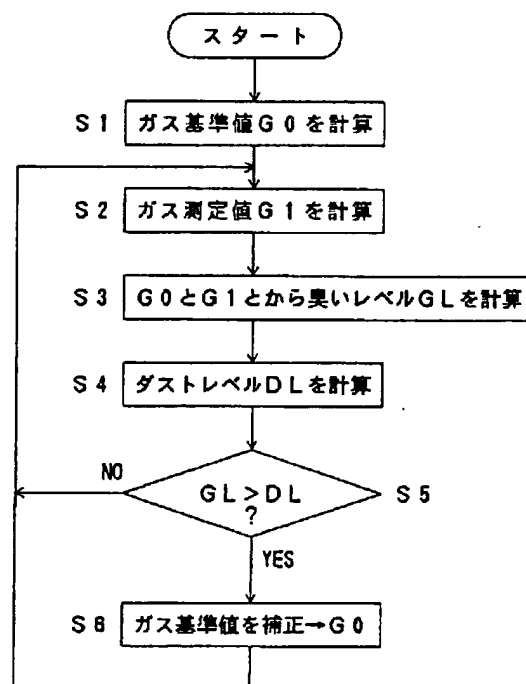 スタート
S1 ガス基準値G0を計算
S2 ガス測定値G1を計算
S3 G0とG1とから臭いレベルGLを計算
S4 ダストレベルDLを計算
NO
GL>DL
?
S5
YES
S6 ガス基準値を補正→G0